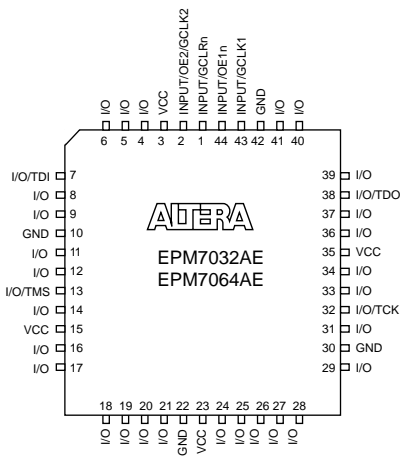 I/O
I/O
I/O
VCC
INPUT/OE2/GCLK2
INPUT/GCLRn
INPUT/OE1n
INPUT/GCLK1
GND
I/O
I/O
6 5 4 3 2 1 44 43 42 41 40
I/O/TDI 7
I/O 8
I/O 9
GND 10
I/O 11
I/O 12
I/O/TMS 13
I/O 14
VCC 15
I/O 16
I/O 17
ALTERA
EPM7032AE
EPM7064AE
39 I/O
38 I/O/TDO
37 I/O
36 I/O
35 VCC
34 I/O
33 I/O
32 I/O/TCK
31 I/O
30 GND
29 I/O
18 19 20 21 22 23 24 25 26 27 28
I/O
I/O
I/O
I/O
GND
VCC
I/O
I/O
I/O
I/O
I/O